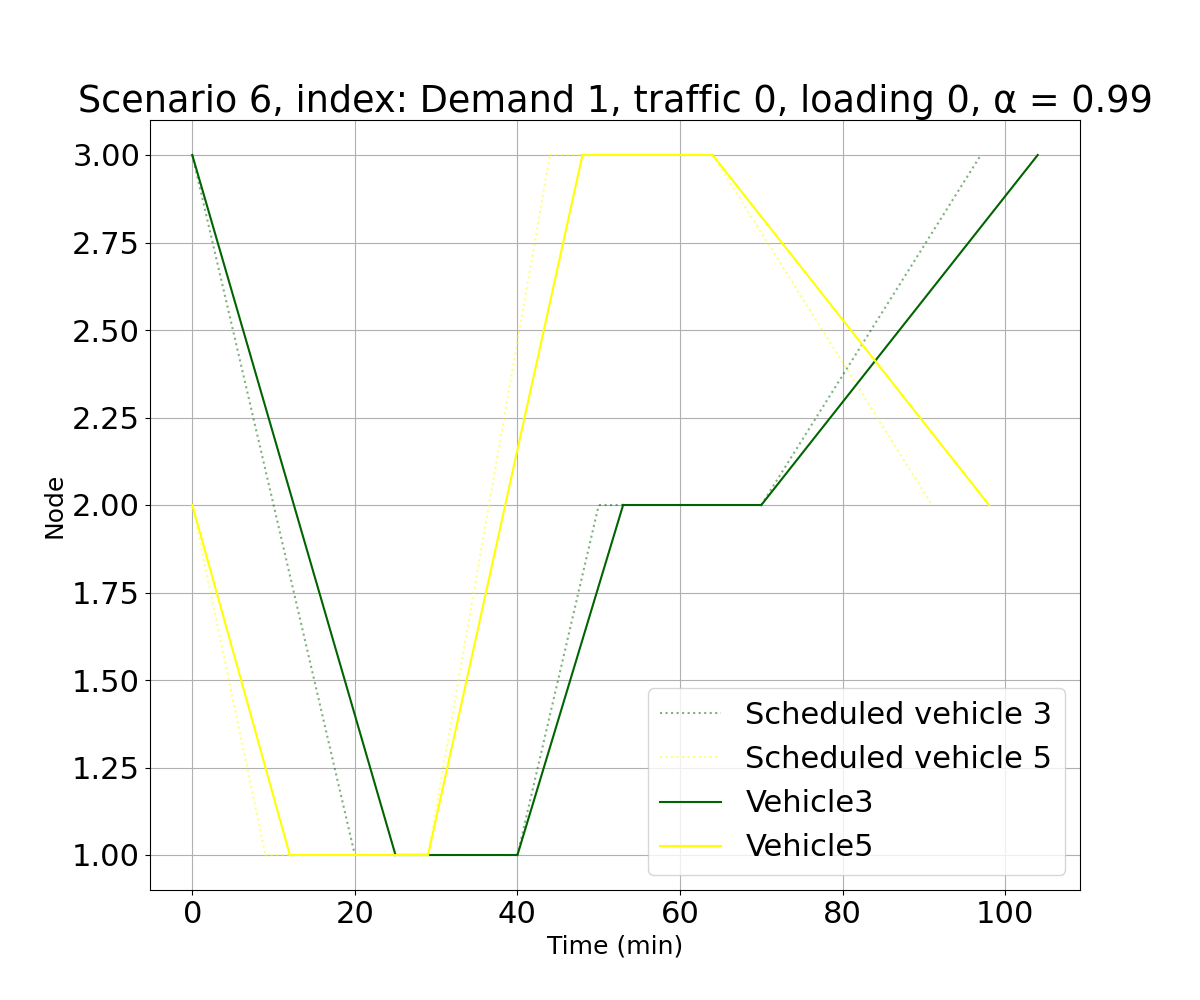 Scenario 6, index: Demand 1, traffic 0, loading 0, α = 0.99
3.00
2.75
2.50
2.25
2.00
1.75
1.50
1.25
1.00
Node
Scheduled vehicle 3
Scheduled vehicle 5
Vehicle3
Vehicle5
0 20 40 60 80 100
Time (min)